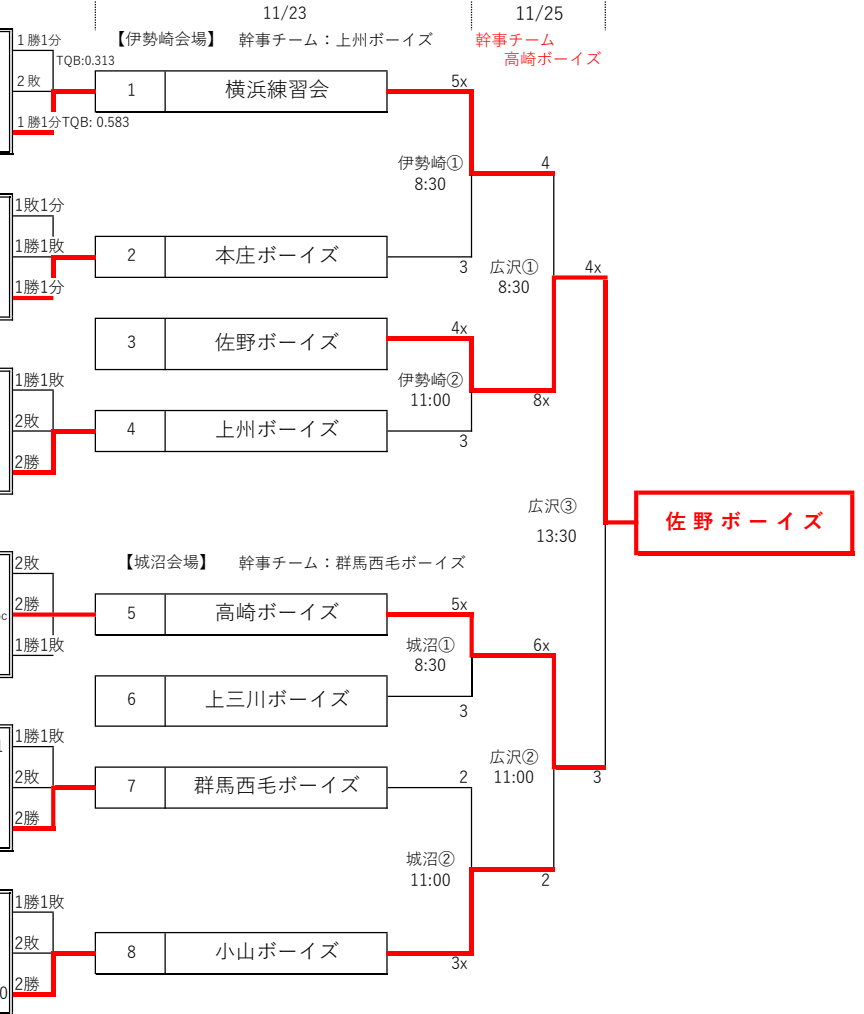 11/23
11/25
【伊勢崎会場】 幹事チーム：上州ボーイズ
幹事チーム
高崎ボーイズ
1勝1分
TQB:0.313
2敗
1勝1分TQB: 0.583
1 横浜練習会
5x
伊勢崎①
8:30
4
1敗1分
1勝1敗
1勝1分
2 本庄ボーイズ
3
広沢①
8:30
4x
3 佐野ボーイズ
4x
伊勢崎②
11:00
8x
1勝1敗
2敗
2勝
4 上州ボーイズ
3
広沢③
13:30
佐野ボーイズ
【城沼会場】 幹事チーム：群馬西毛ボーイズ
2敗
2勝
1勝1敗
5 高崎ボーイズ
5x
城沼①
8:30
6x
6 上三川ボーイズ
3
広沢②
11:00
3
1勝1敗
2敗
2勝
7 群馬西毛ボーイズ
2
城沼②
11:00
2
1勝1敗
2敗
2勝
8 小山ボーイズ
3x